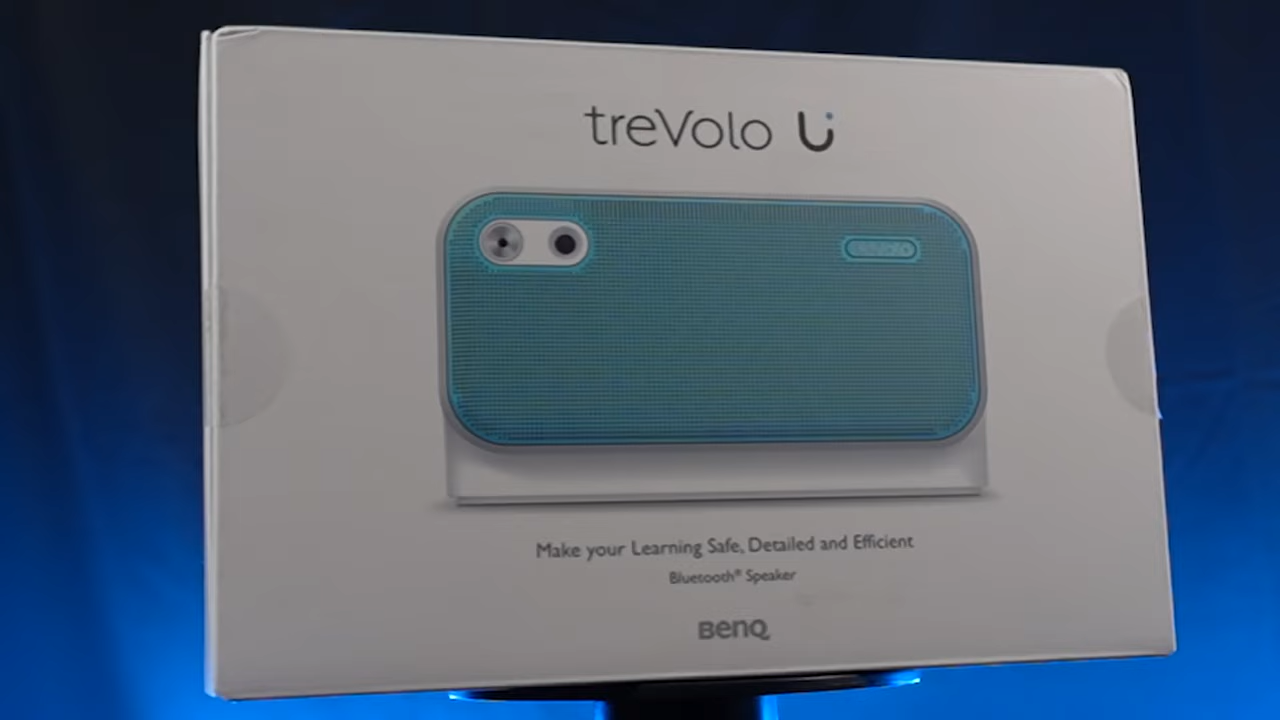 treVolo U
Make your Learning Safe, Detailed and Efficient
Bluetooth® Speaker
BenQ